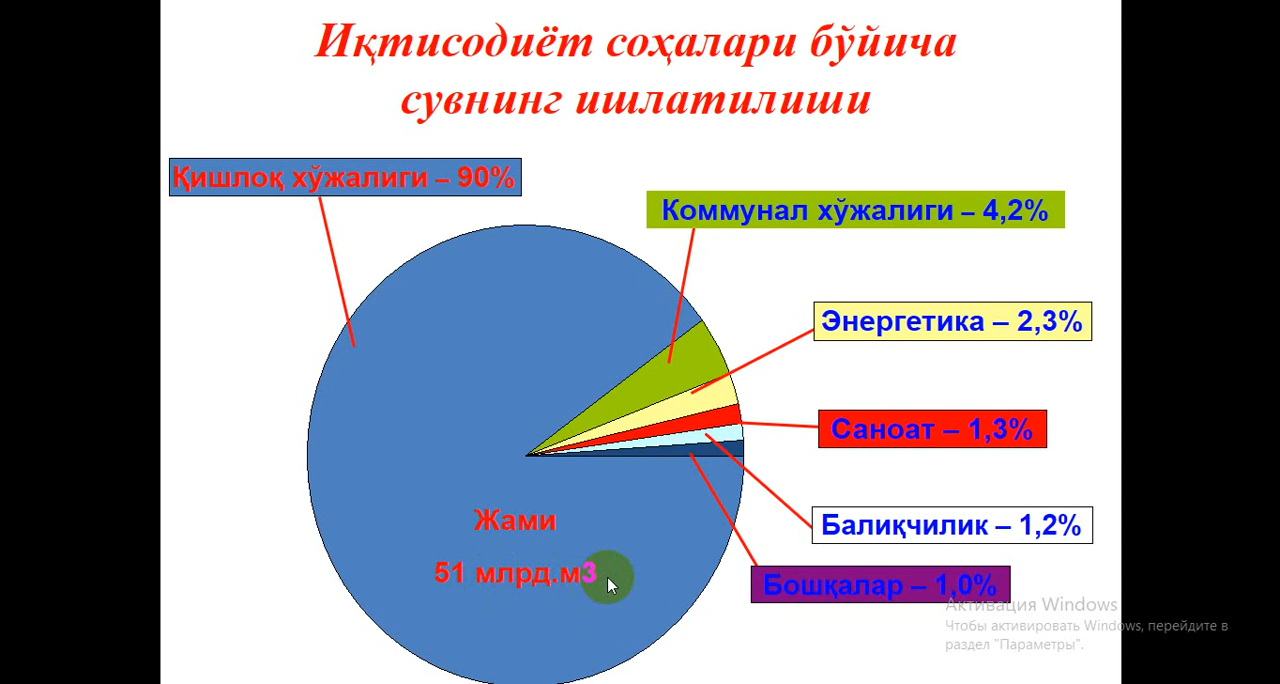 Иқтисодиёт соҳалари бўйича
сувнинг ишлатилиши
Қишлоқ хўжалиги – 90%
Коммунал хўжалиги – 4,2%
Энергетика – 2,3%
Саноат – 1,3%
Балиқчилик – 1,2%
Бошқалар – 1,0%
Жами
51 млрд.м3
Активация Windows
Чтобы активировать Windows, перейдите в
раздел "Параметры".